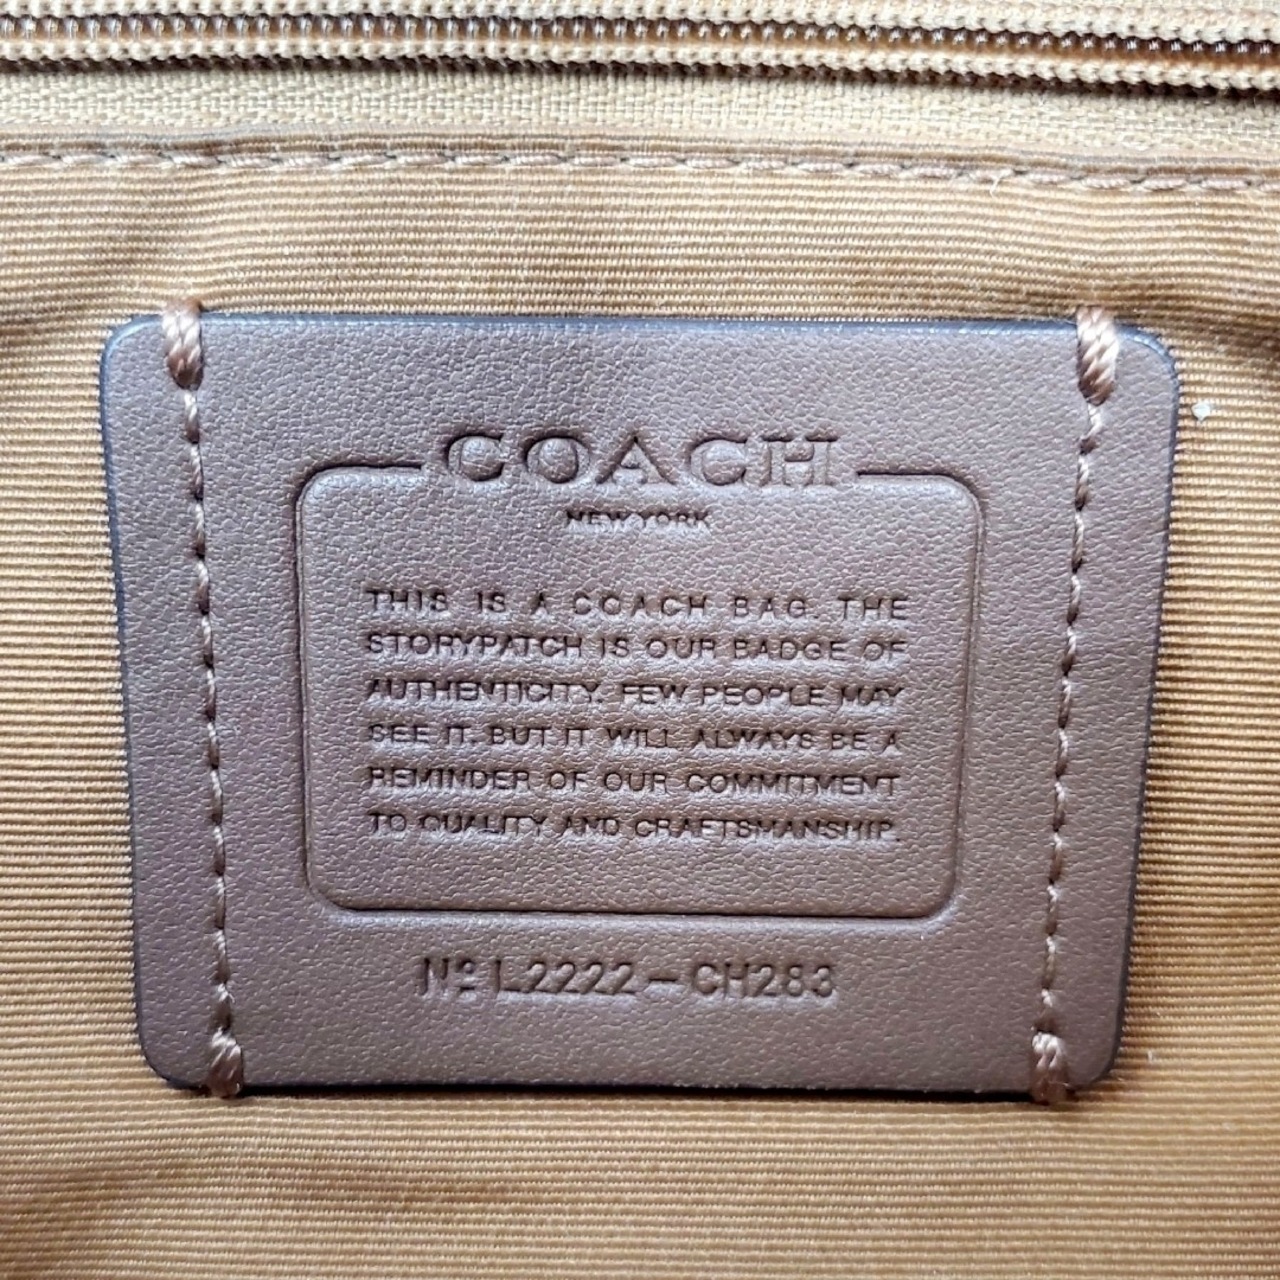 COACH
NEW YORK
THIS IS A COACH BAG. THE
STORYPATCH IS OUR BADGE OF
AUTHENTICITY. FEW PEOPLE MAY
SEE IT. BUT IT WILL ALWAYS BE A
REMINDER OF OUR COMMITMENT
TO QUALITY AND CRAFTSMANSHIP.
Nº L2222-CH283